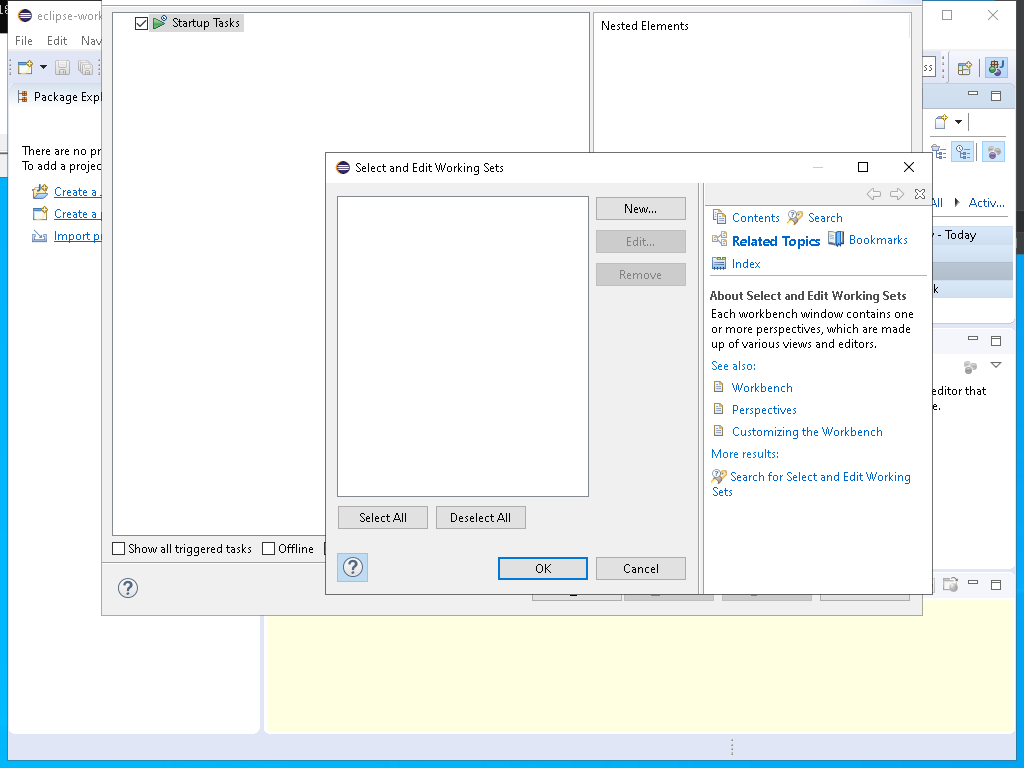 eclipse-work
File Edit Nav
Package Expl
There are no pr
To add a projec
Create a
Create a
Import pr
Startup Tasks
Nested Elements
Show all triggered tasks
Offline
Select and Edit Working Sets
New...
Edit...
Remove
Select All
Deselect All
OK
Cancel
Contents Search
Related Topics Bookmarks
Index
About Select and Edit Working Sets
Each workbench window contains one
or more perspectives, which are made
up of various views and editors.
See also:
Workbench
Perspectives
Customizing the Workbench
More results:
Search for Select and Edit Working
Sets
ss
All Activ...
- Today
k
editor that
e.